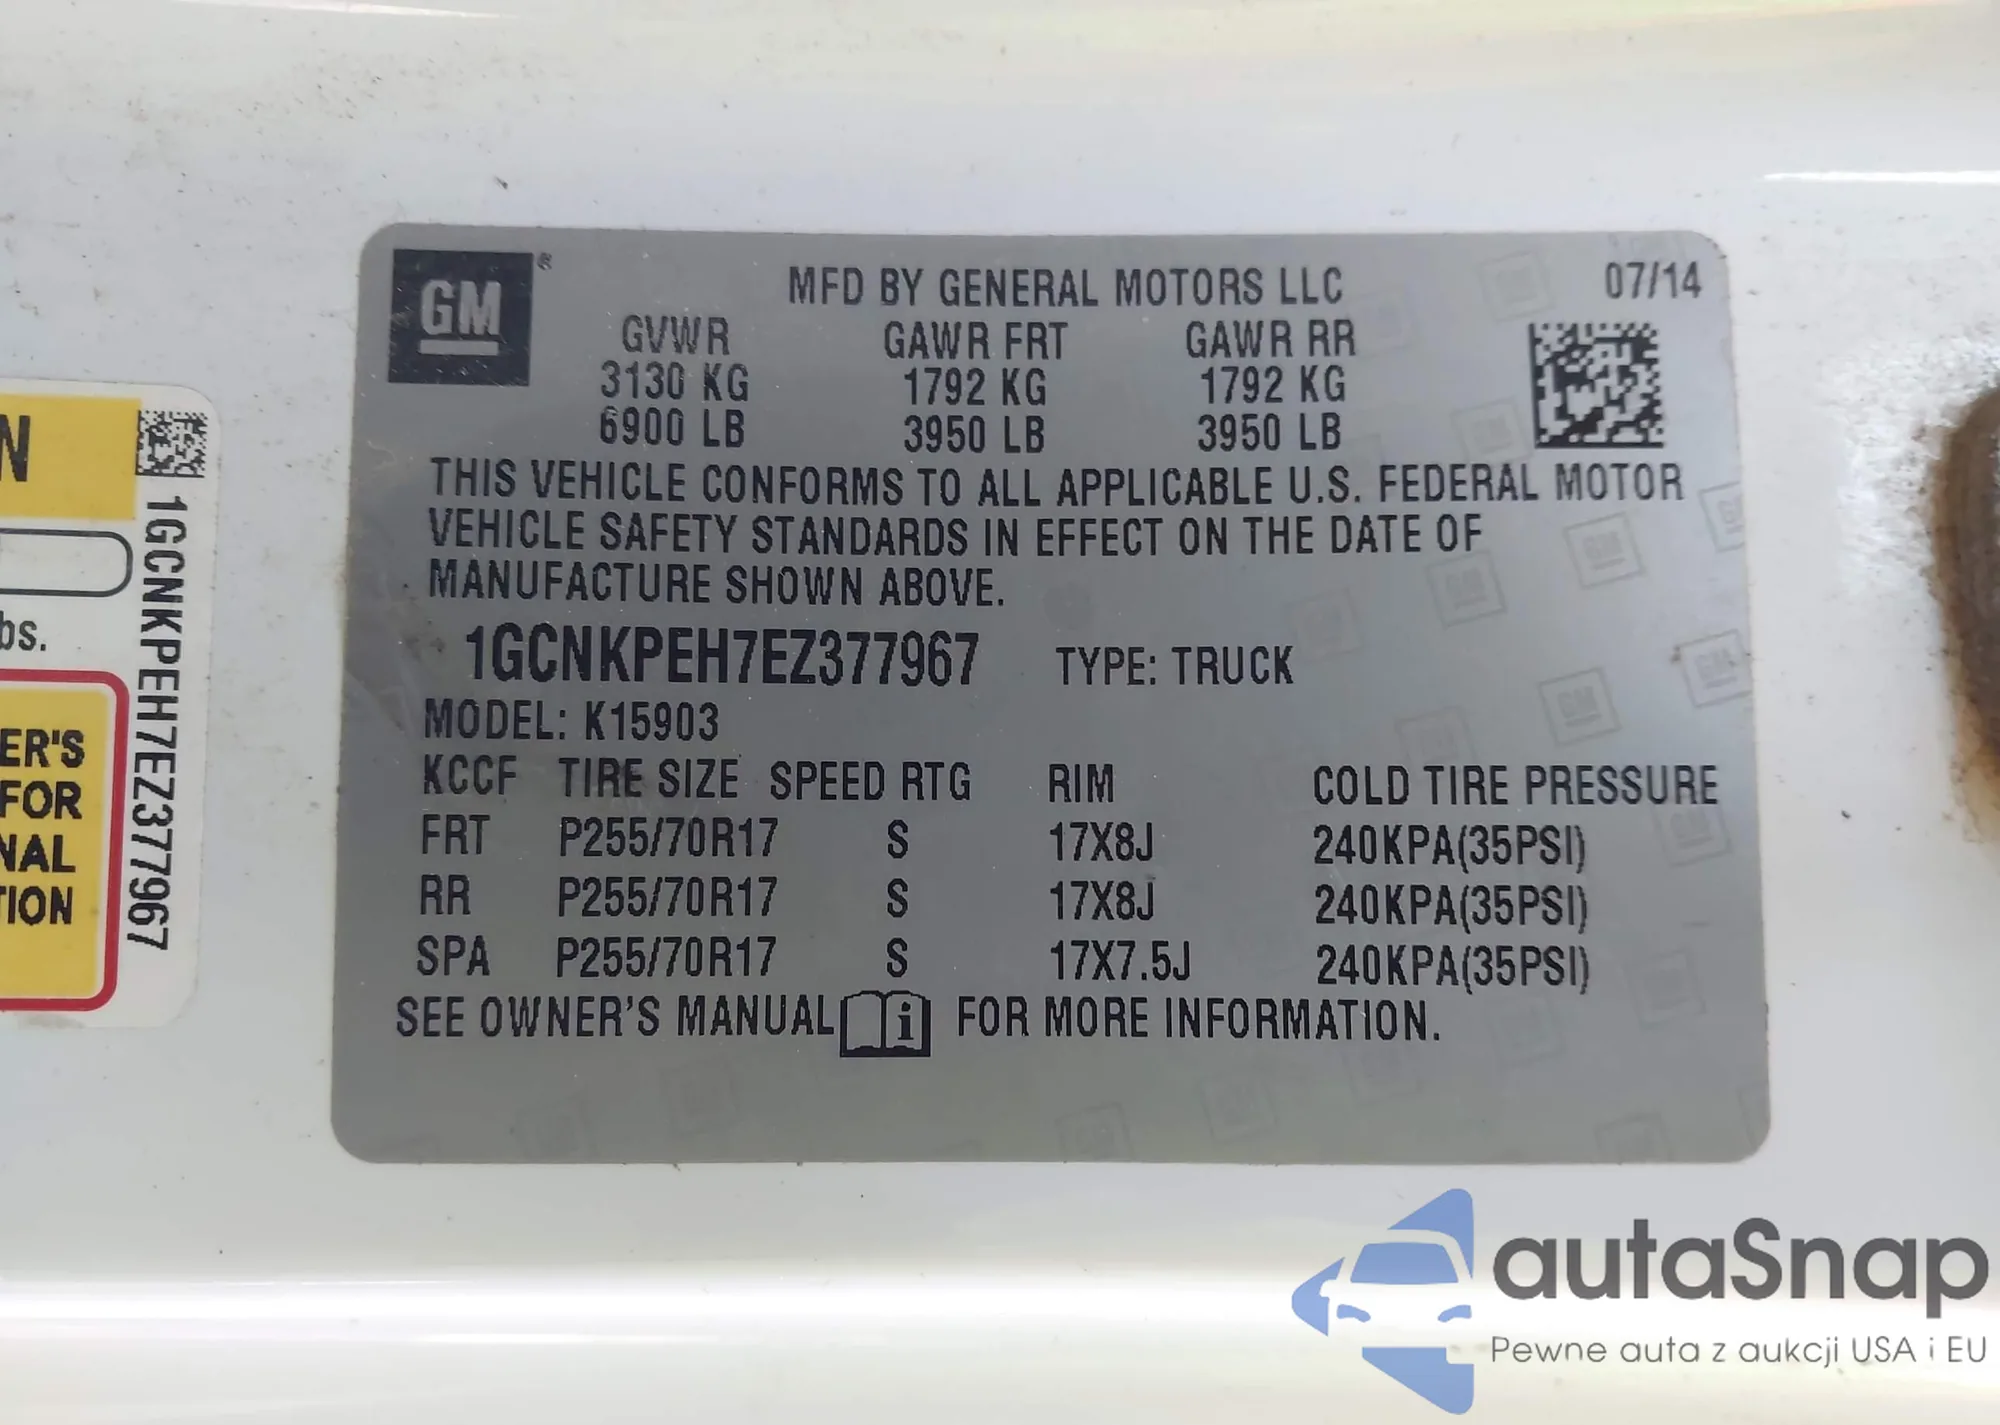 GM
®
MFD BY GENERAL MOTORS LLC 07/14
GVWR GAWR FRT GAWR RR
3130 KG 1792 KG 1792 KG
6900 LB 3950 LB 3950 LB
THIS VEHICLE CONFORMS TO ALL APPLICABLE U.S. FEDERAL MOTOR
VEHICLE SAFETY STANDARDS IN EFFECT ON THE DATE OF
MANUFACTURE SHOWN ABOVE.
1GCNKPEH7EZ377967 TYPE: TRUCK
MODEL: K15903
KCCF TIRE SIZE SPEED RTG RIM COLD TIRE PRESSURE
FRT P255/70R17 S 17X8J 240KPA(35PSI)
RR P255/70R17 S 17X8J 240KPA(35PSI)
SPA P255/70R17 S 17X7.5J 240KPA(35PSI)
SEE OWNER'S MANUAL i FOR MORE INFORMATION.
N
bs.
ER'S
FOR
NAL
TION
1GCNKPEH7EZ377967
autaSnap
Pewne auta z aukcji USA i EU